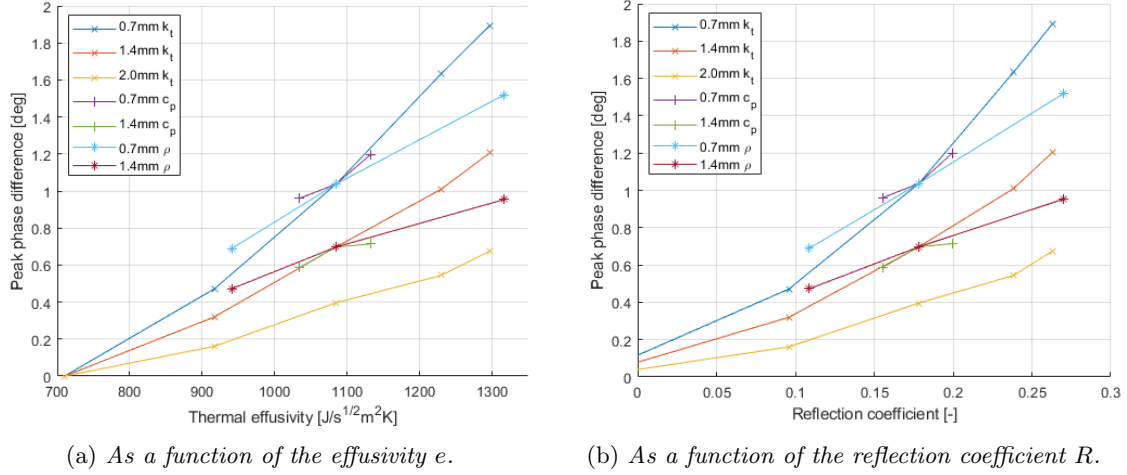 2
1.8
1.6
1.4
1.2
1
0.8
0.6
0.4
0.2
0
Peak phase difference [deg]
0.7mm k_t
1.4mm k_t
2.0mm k_t
0.7mm c_p
1.4mm c_p
0.7mm ρ
1.4mm ρ
700 800 900 1000 1100 1200 1300
Thermal effusivity [J/s^1/2m^2K]
(a) As a function of the effusivity e.
2
1.8
1.6
1.4
1.2
1
0.8
0.6
0.4
0.2
0
Peak phase difference [deg]
0.7mm k_t
1.4mm k_t
2.0mm k_t
0.7mm c_p
1.4mm c_p
0.7mm ρ
1.4mm ρ
0 0.05 0.1 0.15 0.2 0.25 0.3
Reflection coefficient [-]
(b) As a function of the reflection coefficient R.